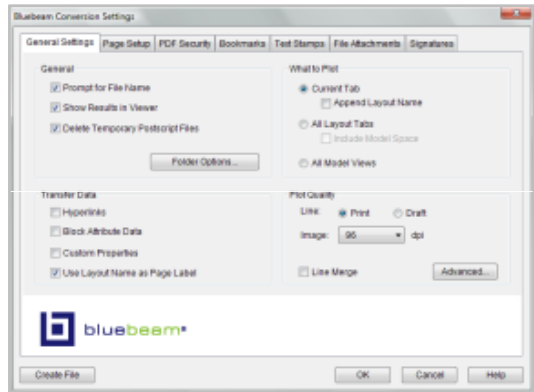 Bluebeam Conversion Settings
General Settings Page Setup PDF Security Bookmarks Text Stamps File Attachments Signatures
General
Prompt for File Name
Show Results in Viewer
Delete Temporary Postscript Files
Folder Options...
What to Plot
Current Tab
Append Layout Name
All Layout Tabs
Include Model Space
All Model Views
Transfer Data
Hyperlinks
Block Attribute Data
Custom Properties
Use Layout Name as Page Label
Plot Quality
Line: Print Draft
Image: 96 dpi
Line Merge Advanced...
bluebeam®
Create File OK Cancel Help